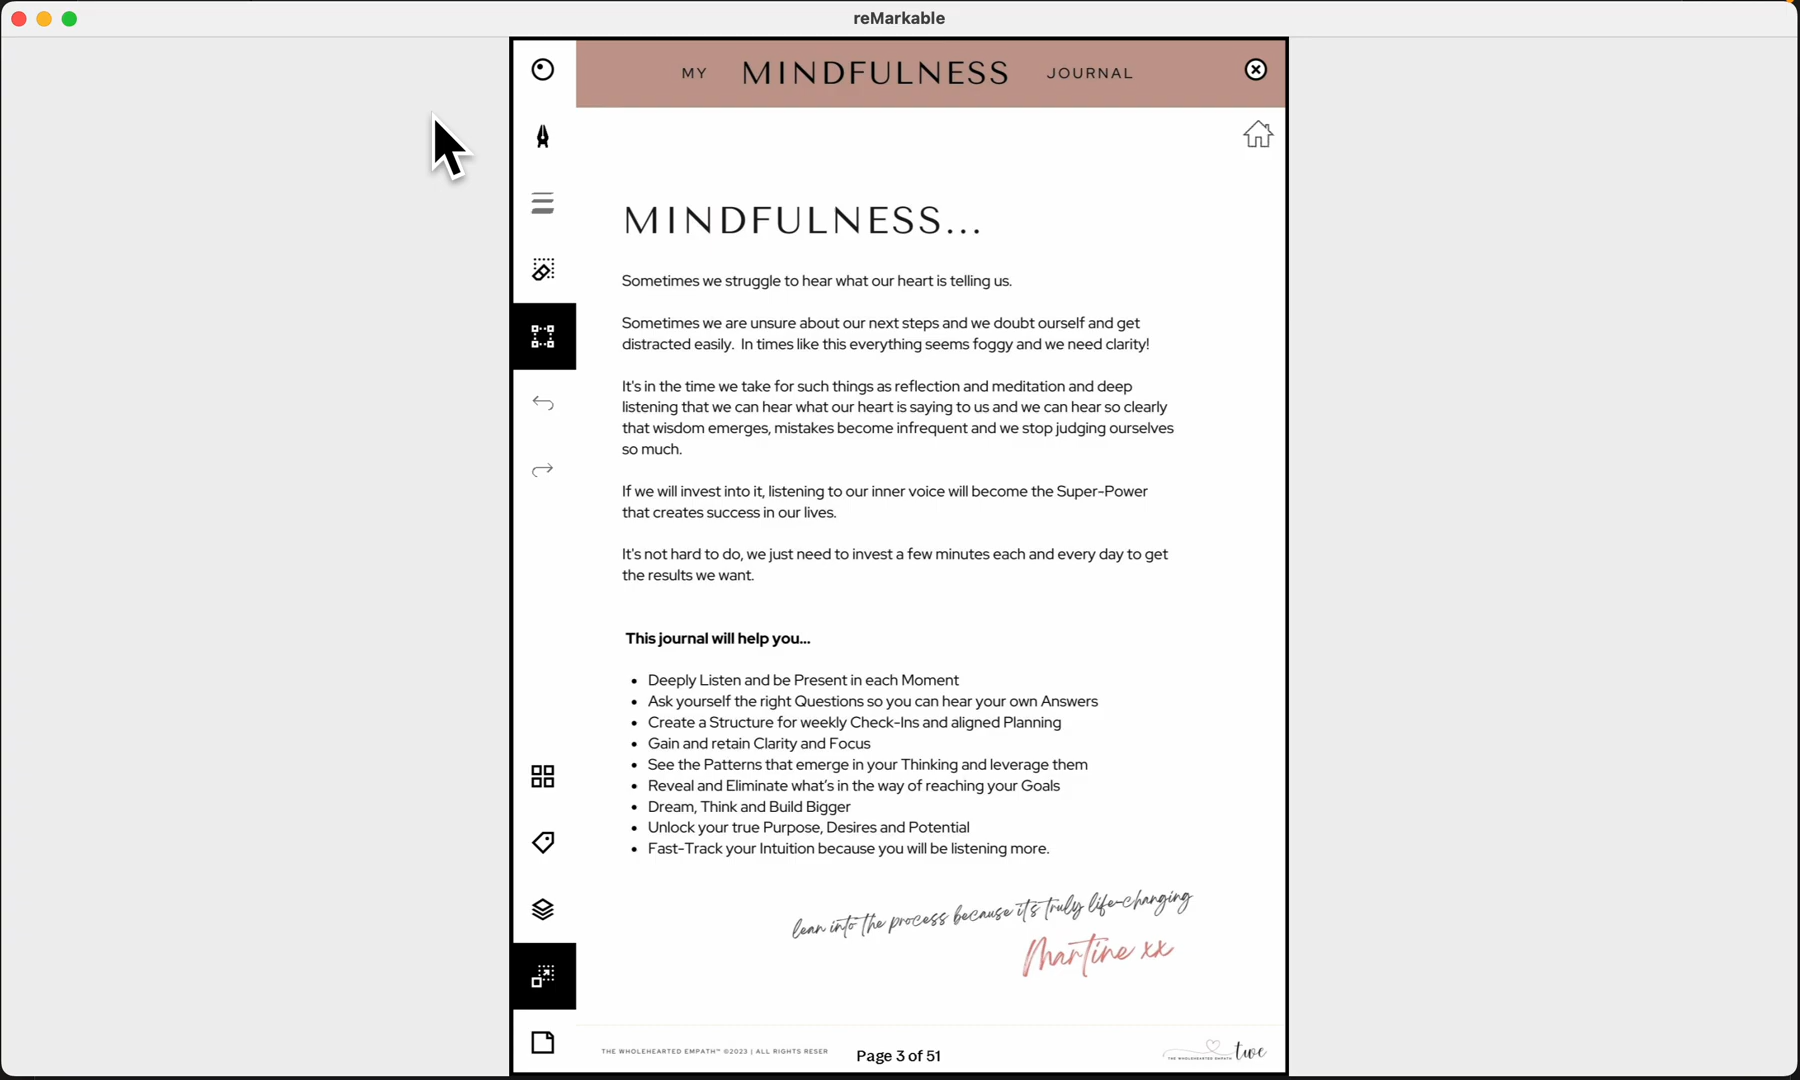 reMarkable
MY MINDFULNESS JOURNAL
MINDFULNESS...
Sometimes we struggle to hear what our heart is telling us.
Sometimes we are unsure about our next steps and we doubt ourself and get
distracted easily.  In times like this everything seems foggy and we need clarity!
It's in the time we take for such things as reflection and meditation and deep
listening that we can hear what our heart is saying to us and we can hear so clearly
that wisdom emerges, mistakes become infrequent and we stop judging ourselves
so much.
If we will invest into it, listening to our inner voice will become the Super-Power
that creates success in our lives.
It's not hard to do, we just need to invest a few minutes each and every day to get
the results we want.
This journal will help you...
• Deeply Listen and be Present in each Moment
• Ask yourself the right Questions so you can hear your own Answers
• Create a Structure for weekly Check-Ins and aligned Planning
• Gain and retain Clarity and Focus
• See the Patterns that emerge in your Thinking and leverage them
• Reveal and Eliminate what's in the way of reaching your Goals
• Dream, Think and Build Bigger
• Unlock your true Purpose, Desires and Potential
• Fast-Track your Intuition because you will be listening more.
lean into the process because it's truly life-changing
Martine xx
THE WHOLEHEARTED EMPATH™ ©2023 | ALL RIGHTS RESER
Page 3 of 51
THE WHOLEHEARTED EMPATH twe